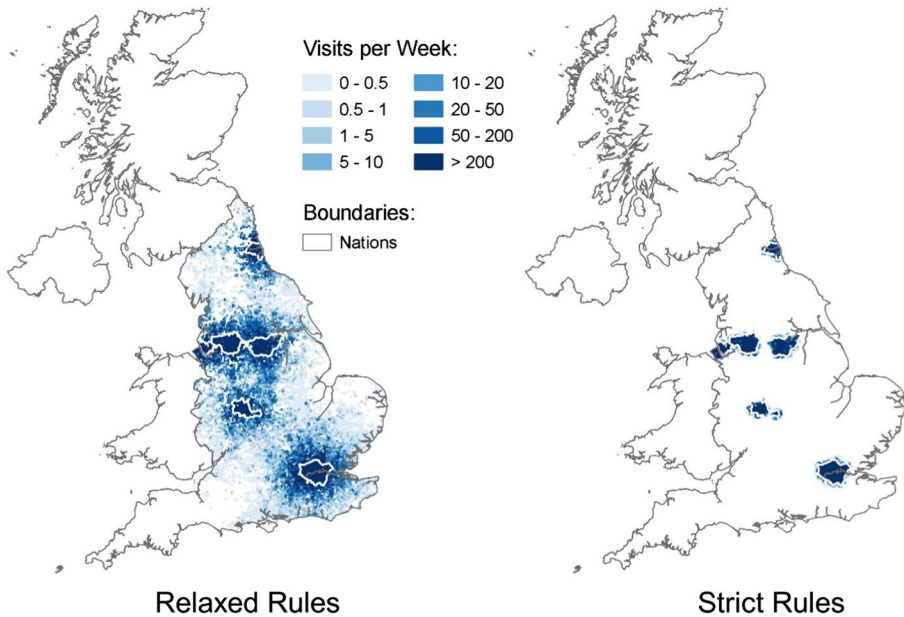 Visits per Week:
0 - 0.5
0.5 - 1
1 - 5
5 - 10
10 - 20
20 - 50
50 - 200
> 200
Boundaries:
Nations
Relaxed Rules
Strict Rules